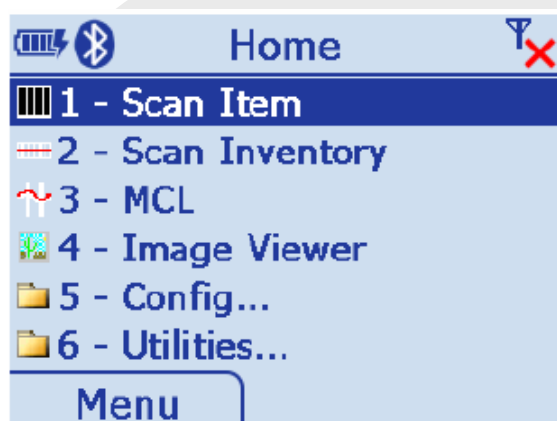 Home
1 - Scan Item
2 - Scan Inventory
3 - MCL
4 - Image Viewer
5 - Config...
6 - Utilities...
Menu